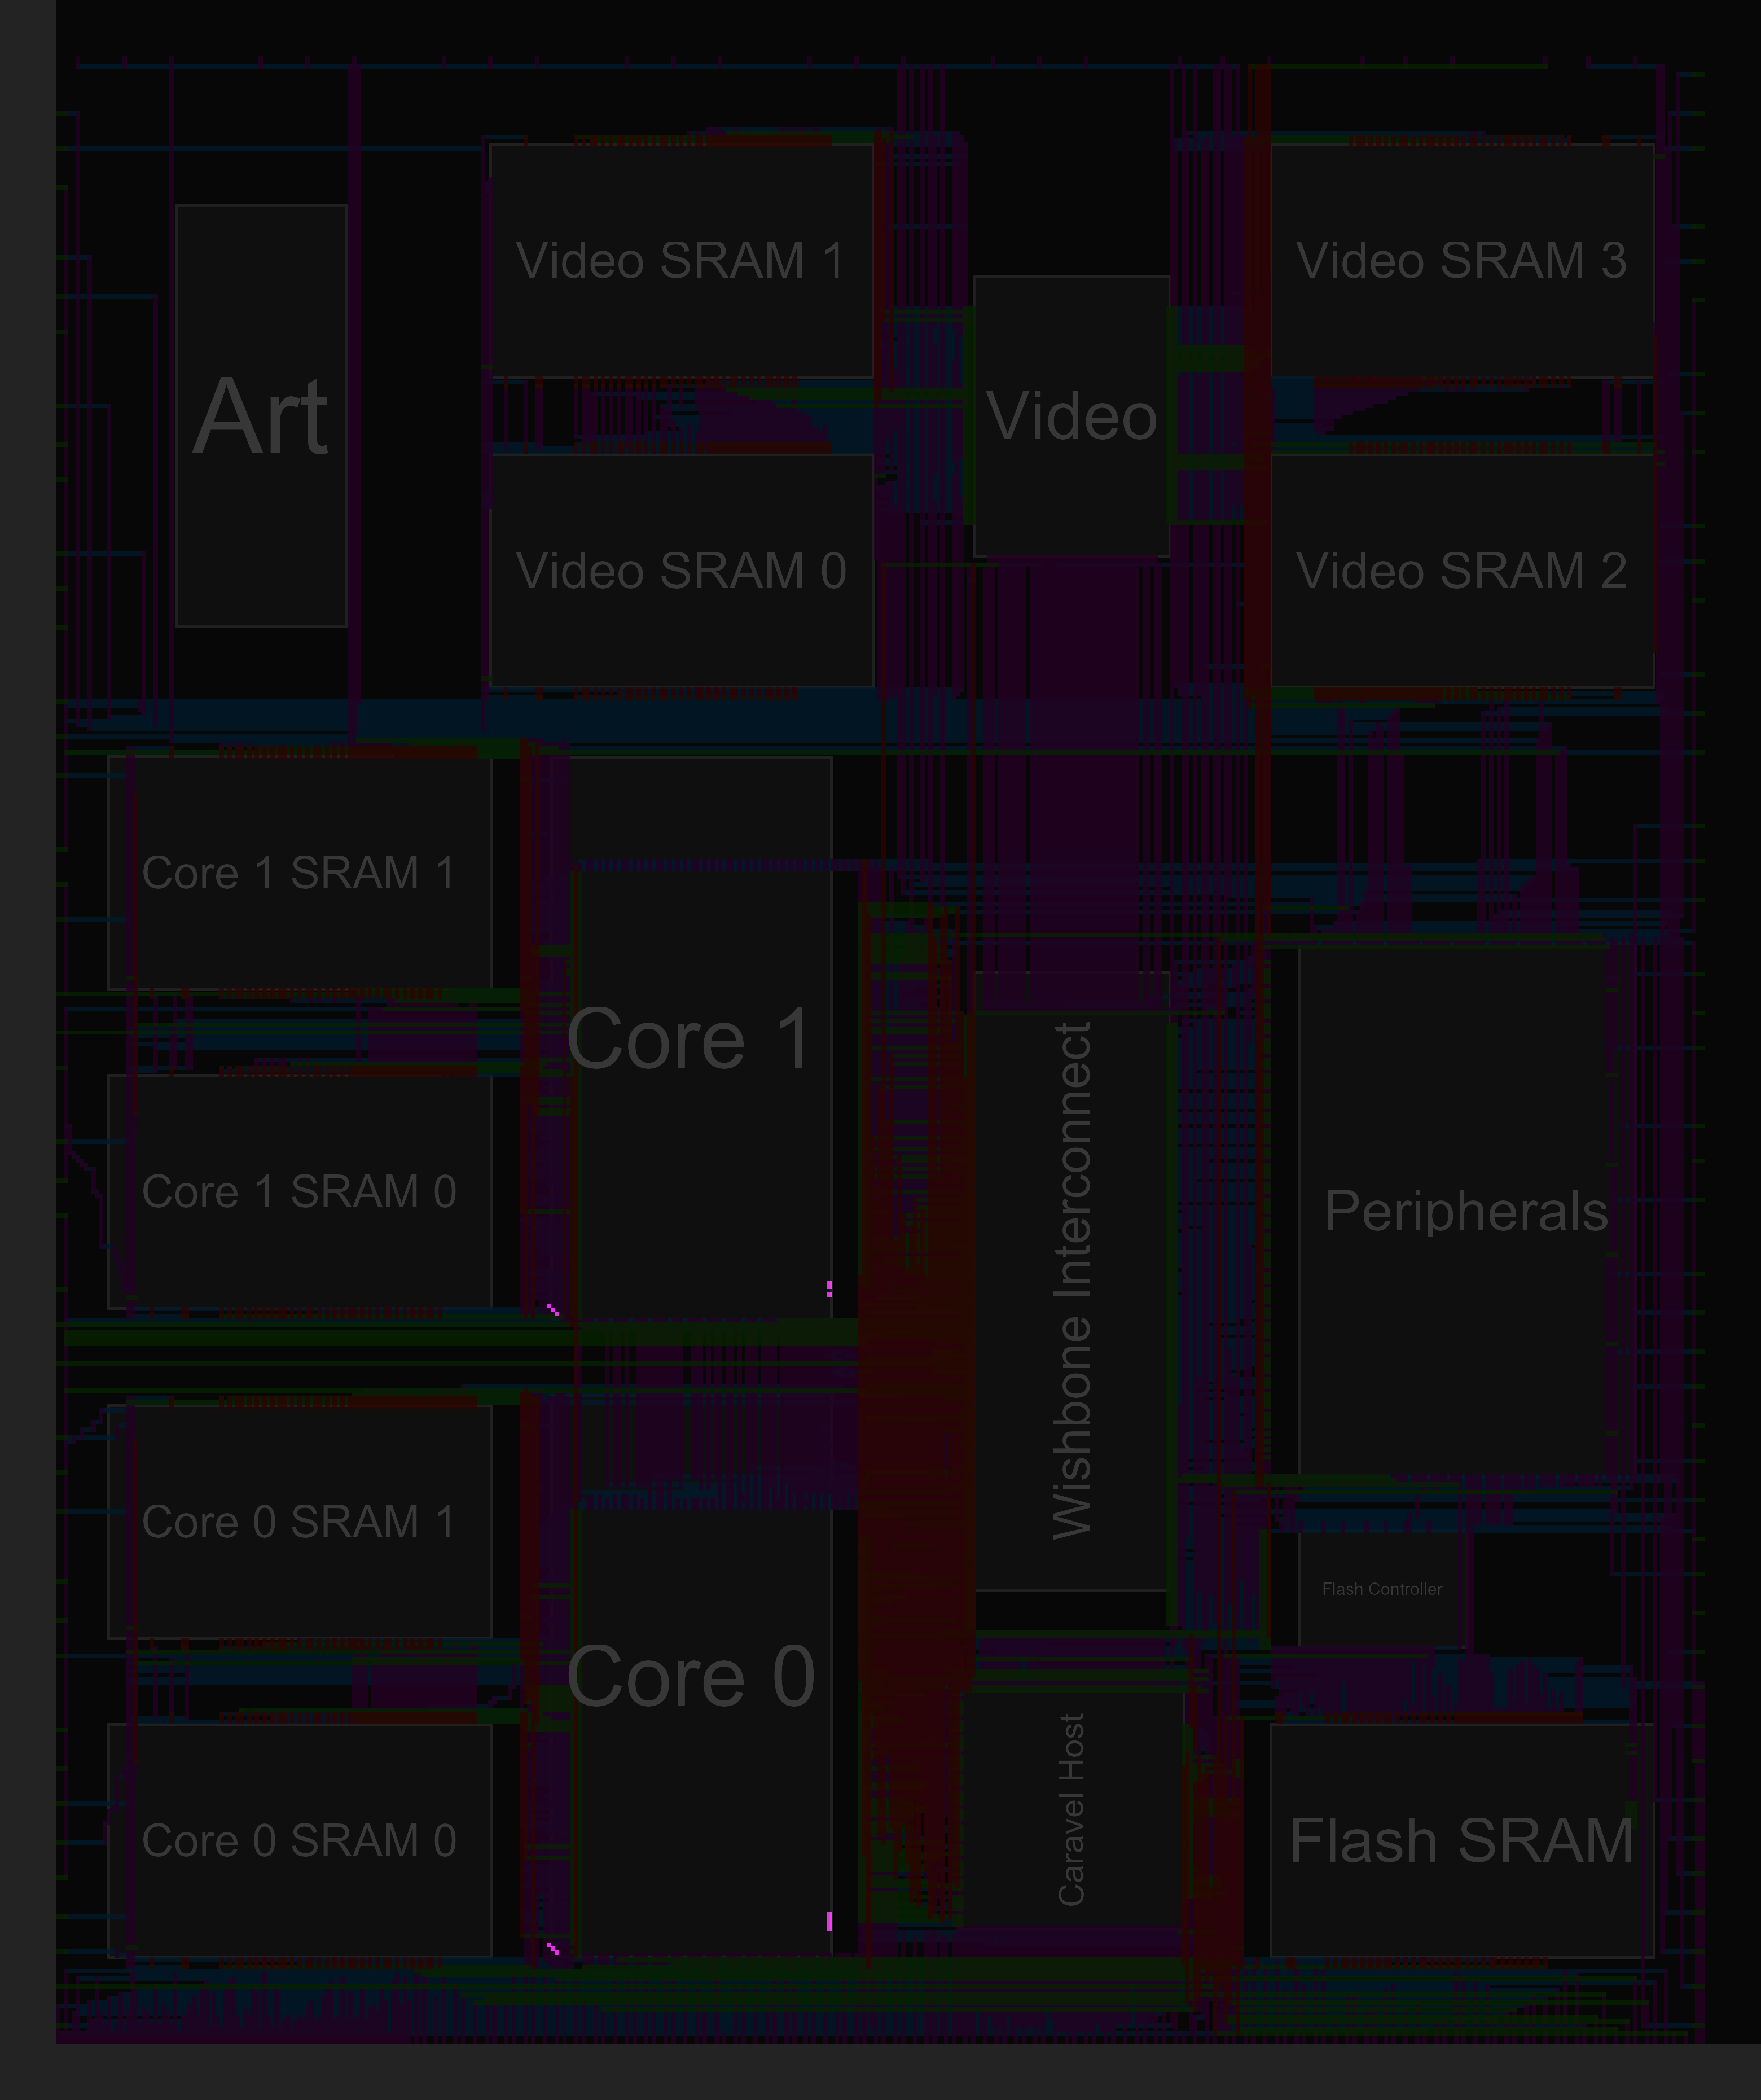 Video SRAM 1
Video SRAM 3
Art
Video
Video SRAM 0
Video SRAM 2
Core 1 SRAM 1
Core 1
Wishbone Interconnect
Core 1 SRAM 0
Peripherals
Core 0 SRAM 1
Flash Controller
Core 0
Caravel Host
Core 0 SRAM 0
Flash SRAM